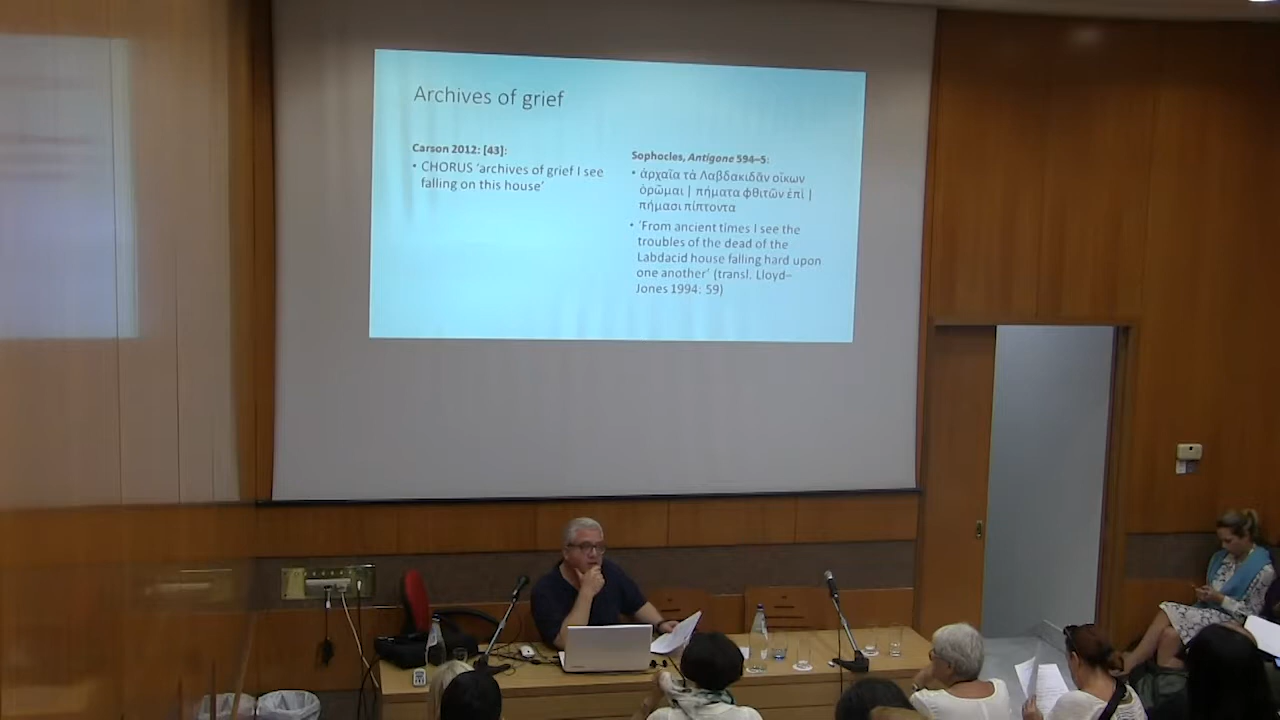 Archives of grief
Carson 2012: [43]:
• CHORUS ‘archives of grief I see
falling on this house’
Sophocles, Antigone 594–5:
• ἀρχαῖα τὰ Λαβδακιδᾶν οἴκων
ὁρῶμαι | πήματα φθιτῶν ἐπὶ |
πήμασι πίπτοντα
• ‘From ancient times I see the
troubles of the dead of the
Labdacid house falling hard upon
one another’ (transl. Lloyd–
Jones 1994: 59)